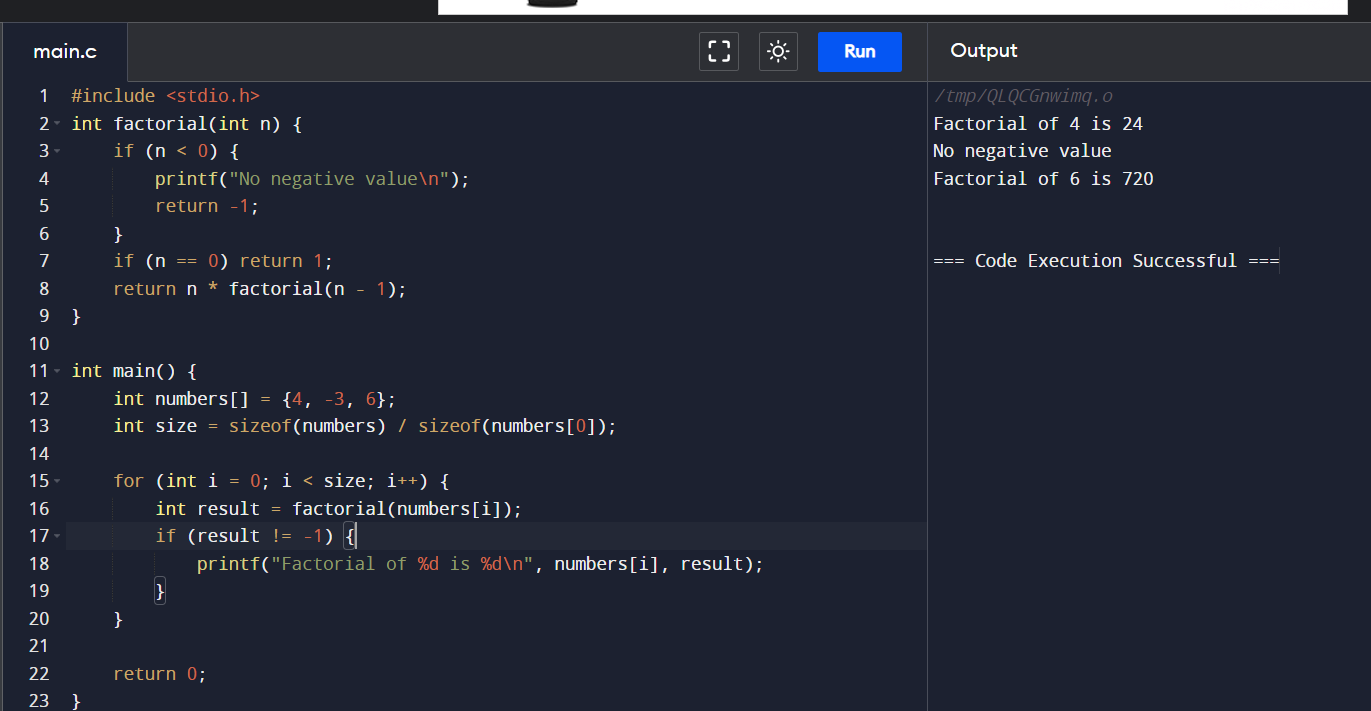 main.c
Run
Output
1 #include <stdio.h>
2 int factorial(int n) {
3     if (n < 0) {
4         printf("No negative value\n");
5         return -1;
6     }
7     if (n == 0) return 1;
8     return n * factorial(n - 1);
9 }
10
11 int main() {
12     int numbers[] = {4, -3, 6};
13     int size = sizeof(numbers) / sizeof(numbers[0]);
14
15     for (int i = 0; i < size; i++) {
16         int result = factorial(numbers[i]);
17         if (result != -1) {
18             printf("Factorial of %d is %d\n", numbers[i], result);
19         }
20     }
21
22     return 0;
23 }
/tmp/QLQCGnwimq.o
Factorial of 4 is 24
No negative value
Factorial of 6 is 720
=== Code Execution Successful ===